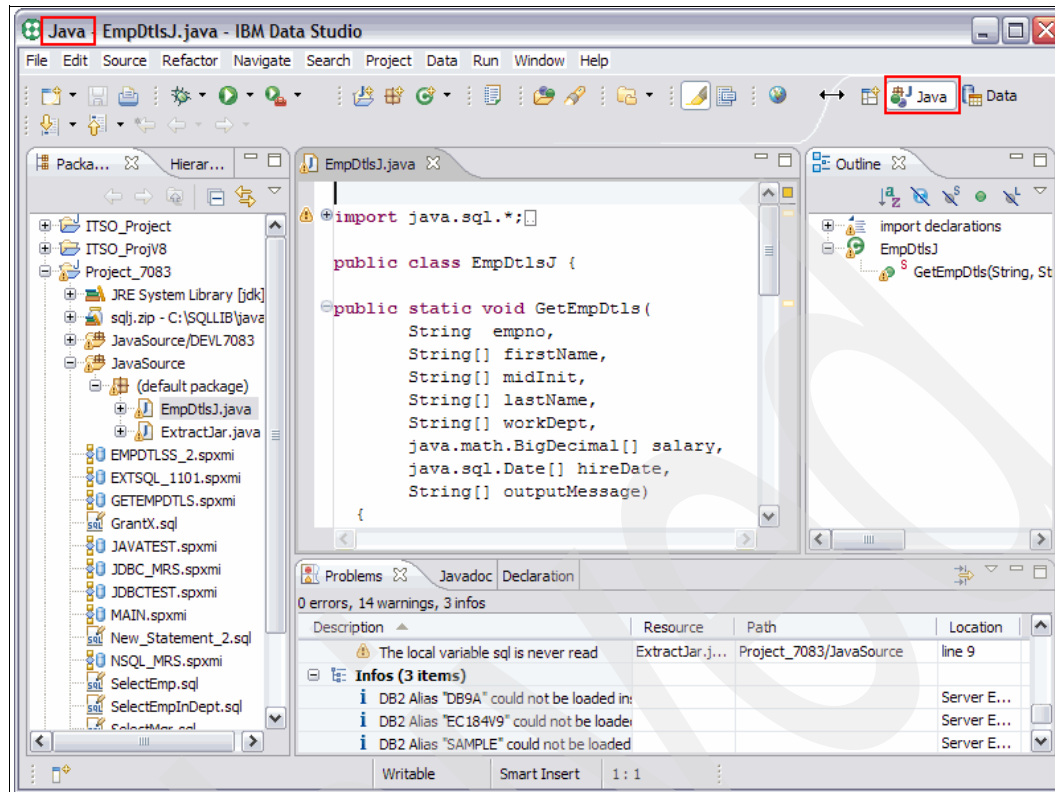 Java - EmpDtlsJ.java - IBM Data Studio
File Edit Source Refactor Navigate Search Project Data Run Window Help
Java Data
Packa... Hierar...
ITSO_Project
ITSO_ProjV8
Project_7083
JRE System Library [jdk]
sqlj.zip - C:\SQLLIB\java
JavaSource/DEVL7083
JavaSource
(default package)
EmpDtlsJ.java
ExtractJar.java
EMPDTLSS_2.spxmi
EXTSQL_1101.spxmi
GETEMPDTLS.spxmi
GrantX.sql
JAVATEST.spxmi
JDBC_MRS.spxmi
JDBCTEST.spxmi
MAIN.spxmi
New_Statement_2.sql
NSQL_MRS.spxmi
SelectEmp.sql
SelectEmpInDept.sql
SelectMgr.sql
EmpDtlsJ.java
import java.sql.*;
public class EmpDtlsJ {
public static void GetEmpDtls(
String empno,
String[] firstName,
String[] midInit,
String[] lastName,
String[] workDept,
java.math.BigDecimal[] salary,
java.sql.Date[] hireDate,
String[] outputMessage)
{
Outline
import declarations
EmpDtlsJ
S GetEmpDtls(String, St
Problems Javadoc Declaration
0 errors, 14 warnings, 3 infos
Description Resource Path Location
The local variable sql is never read ExtractJar.j... Project_7083/JavaSource line 9
Infos (3 items)
DB2 Alias "DB9A" could not be loaded in: Server E...
DB2 Alias "EC184V9" could not be loade Server E...
DB2 Alias "SAMPLE" could not be loaded Server E...
Writable Smart Insert 1 : 1